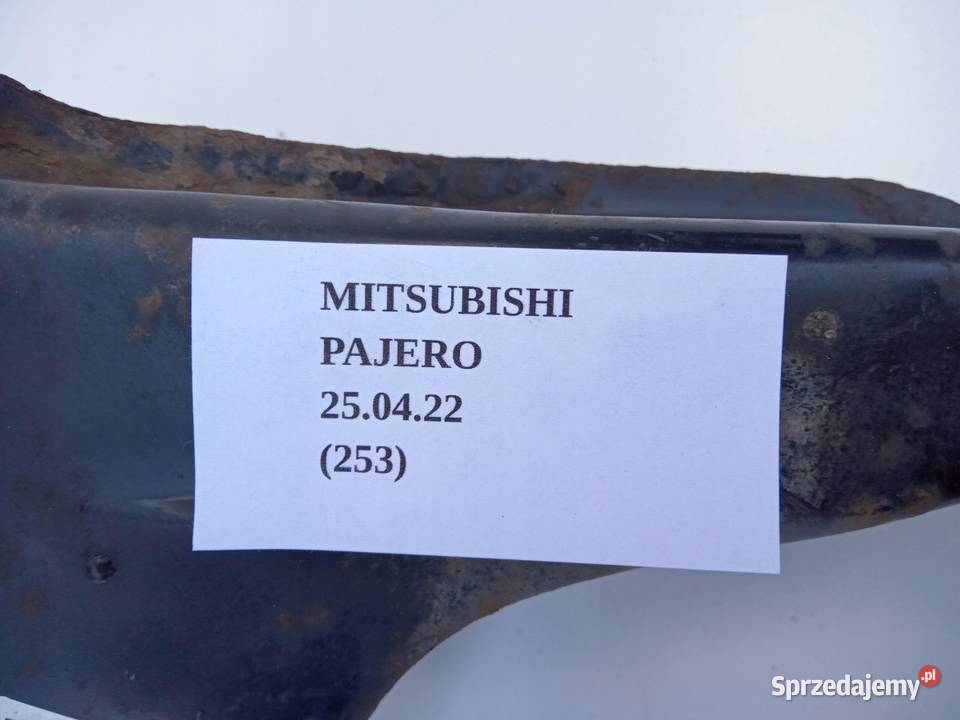 MITSUBISHI
PAJERO
25.04.22
(253)
Sprzedajemy.pl